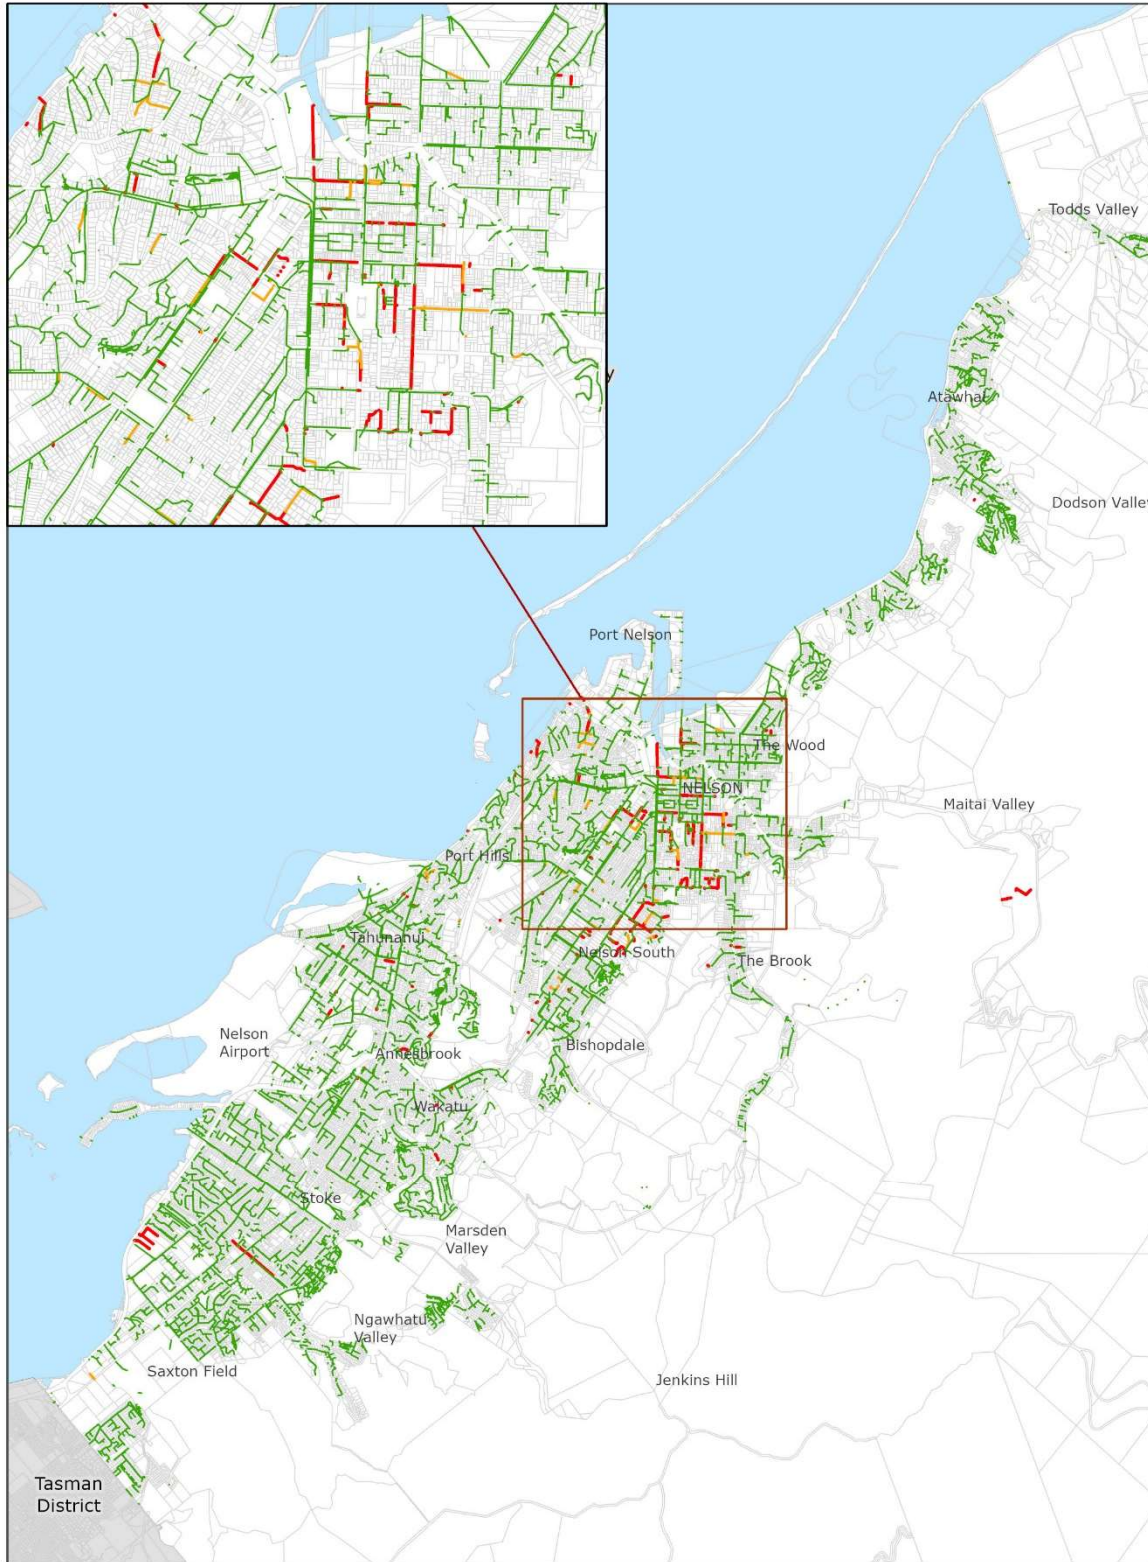 y
Todds Valley
Atawhai
Dodson Valley
Port Nelson
The Wood
NELSON
Maitai Valley
Port Hills
Tahunanui
Nelson South
The Brook
Nelson
Airport
Annesbrook
Bishopdale
Wakatu
Stoke
Marsden
Valley
Ngawhatu
Valley
Saxton Field
Jenkins Hill
Tasman
District